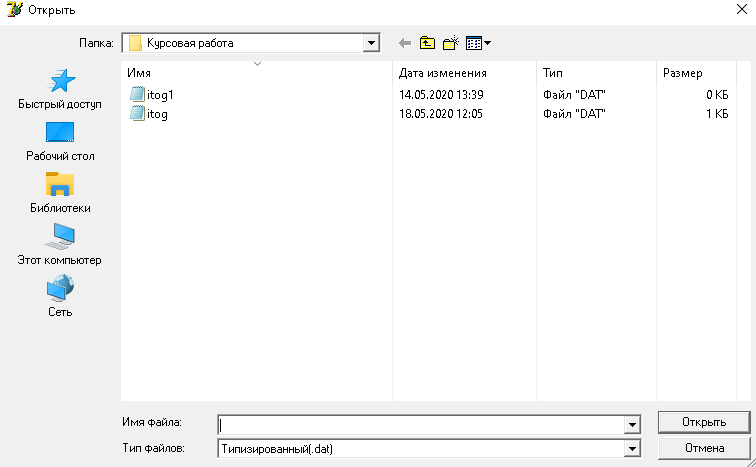 Открыть
Папка: Курсовая работа
Имя Дата изменения Тип Размер
itog1 14.05.2020 13:39 Файл "DAT" 0 КБ
itog 18.05.2020 12:05 Файл "DAT" 1 КБ
Быстрый доступ
Рабочий стол
Библиотеки
Этот компьютер
Сеть
Имя файла: Открыть
Тип файлов: Типизированный(.dat) Отмена